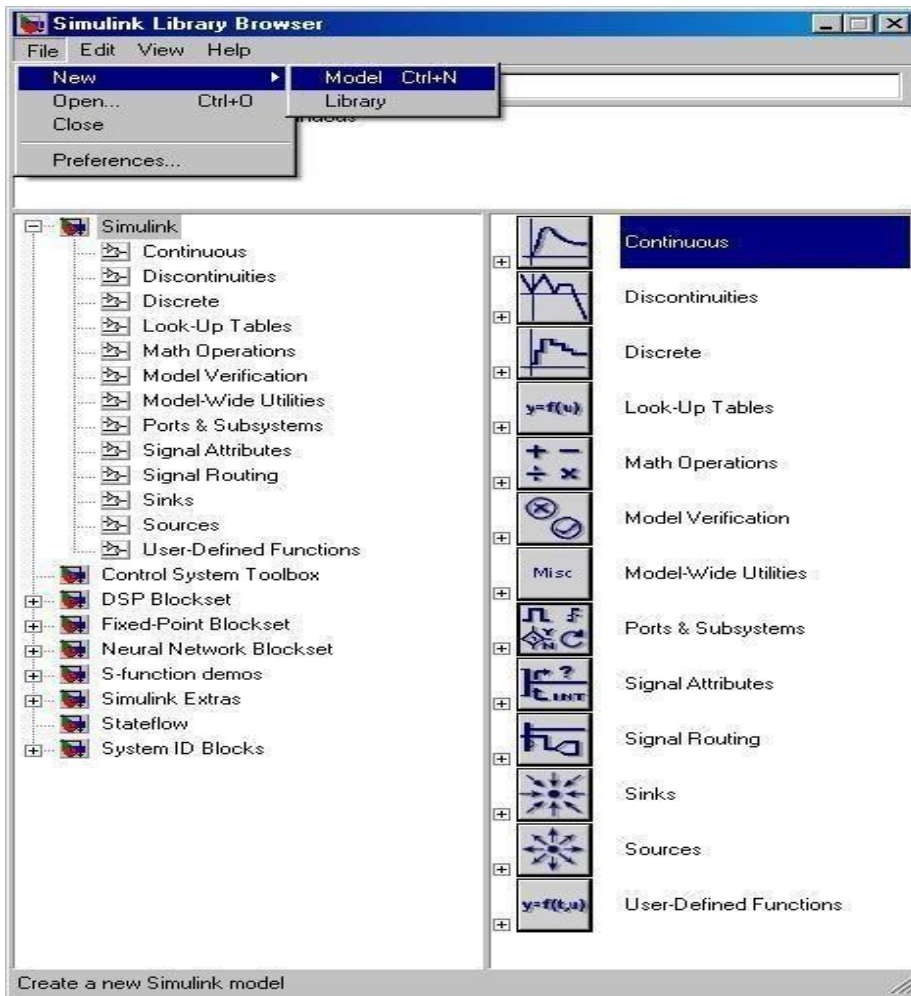 Simulink Library Browser
File Edit View Help
New
Model Ctrl+N
Open... Ctrl+O
Library
Close
Preferences...
Simulink
Continuous
Discontinuities
Discrete
Look-Up Tables
Math Operations
Model Verification
Model-Wide Utilities
Ports & Subsystems
Signal Attributes
Signal Routing
Sinks
Sources
User-Defined Functions
Control System Toolbox
DSP Blockset
Fixed-Point Blockset
Neural Network Blockset
S-function demos
Simulink Extras
Stateflow
System ID Blocks
Continuous
Discontinuities
Discrete
y=f(u) Look-Up Tables
Math Operations
Model Verification
Misc Model-Wide Utilities
Ports & Subsystems
Signal Attributes
Signal Routing
Sinks
Sources
y=f(t,u) User-Defined Functions
Create a new Simulink model